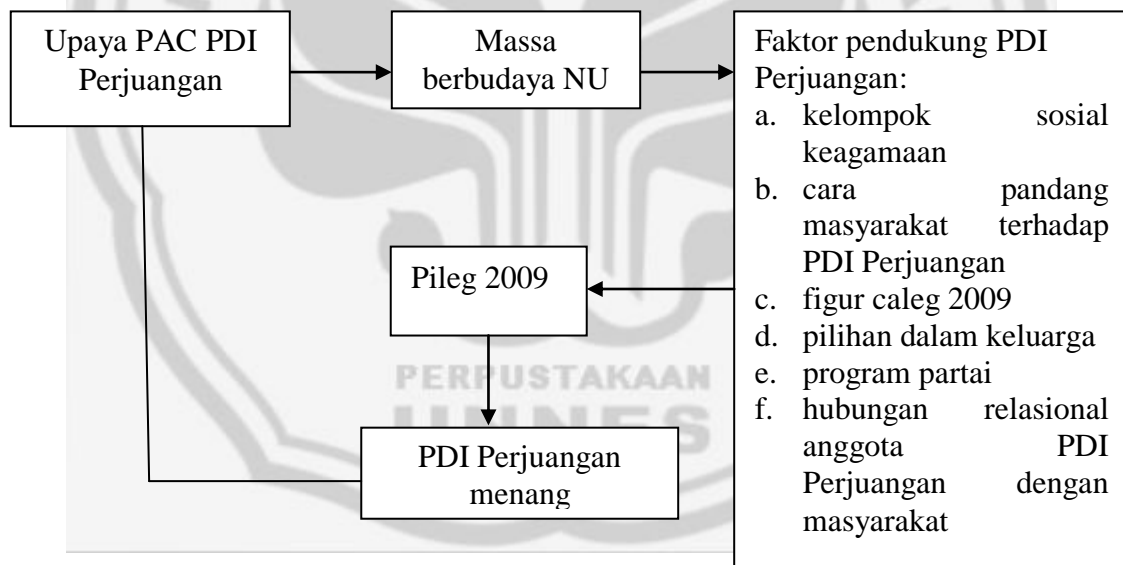 Upaya PAC PDI
Perjuangan
Massa
berbudaya NU
Faktor pendukung PDI
Perjuangan:
a. kelompok sosial
keagamaan
b. cara pandang
masyarakat terhadap
PDI Perjuangan
c. figur caleg 2009
d. pilihan dalam keluarga
e. program partai
f. hubungan relasional
anggota PDI
Perjuangan dengan
masyarakat
Pileg 2009
PERPUSTAKAAN
UNNES
PDI Perjuangan
menang